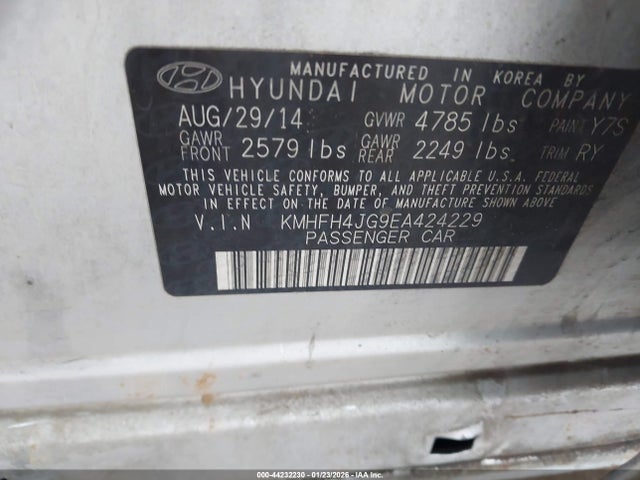 MANUFACTURED IN KOREA BY
HYUNDAI MOTOR COMPANY
AUG/29/14 GVWR 4785 lbs PAINT Y7S
GAWR FRONT 2579 lbs GAWR REAR 2249 lbs TRIM RY
THIS VEHICLE CONFORMS TO ALL APPLICABLE U.S.A. FEDERAL
MOTOR VEHICLE SAFETY, BUMPER, AND THEFT PREVENTION STANDARDS
IN EFFECT ON THE DATE OF MANUFACTURE SHOWN ABOVE.
V.I.N KMHFH4JG9EA424229
PASSENGER CAR
000-44232230 - 01/23/2026 - IAA Inc.